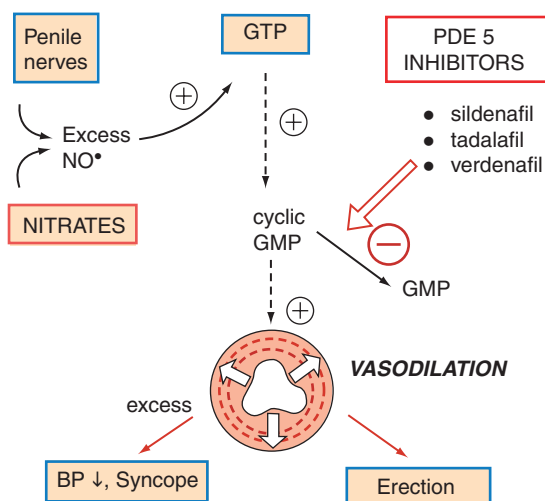 Penile
nerves
GTP
PDE 5
INHIBITORS
+
+
● sildenafil
● tadalafil
● verdenafil
Excess
NO•
NITRATES
cyclic
GMP
−
GMP
+
VASODILATION
excess
BP ↓, Syncope
Erection